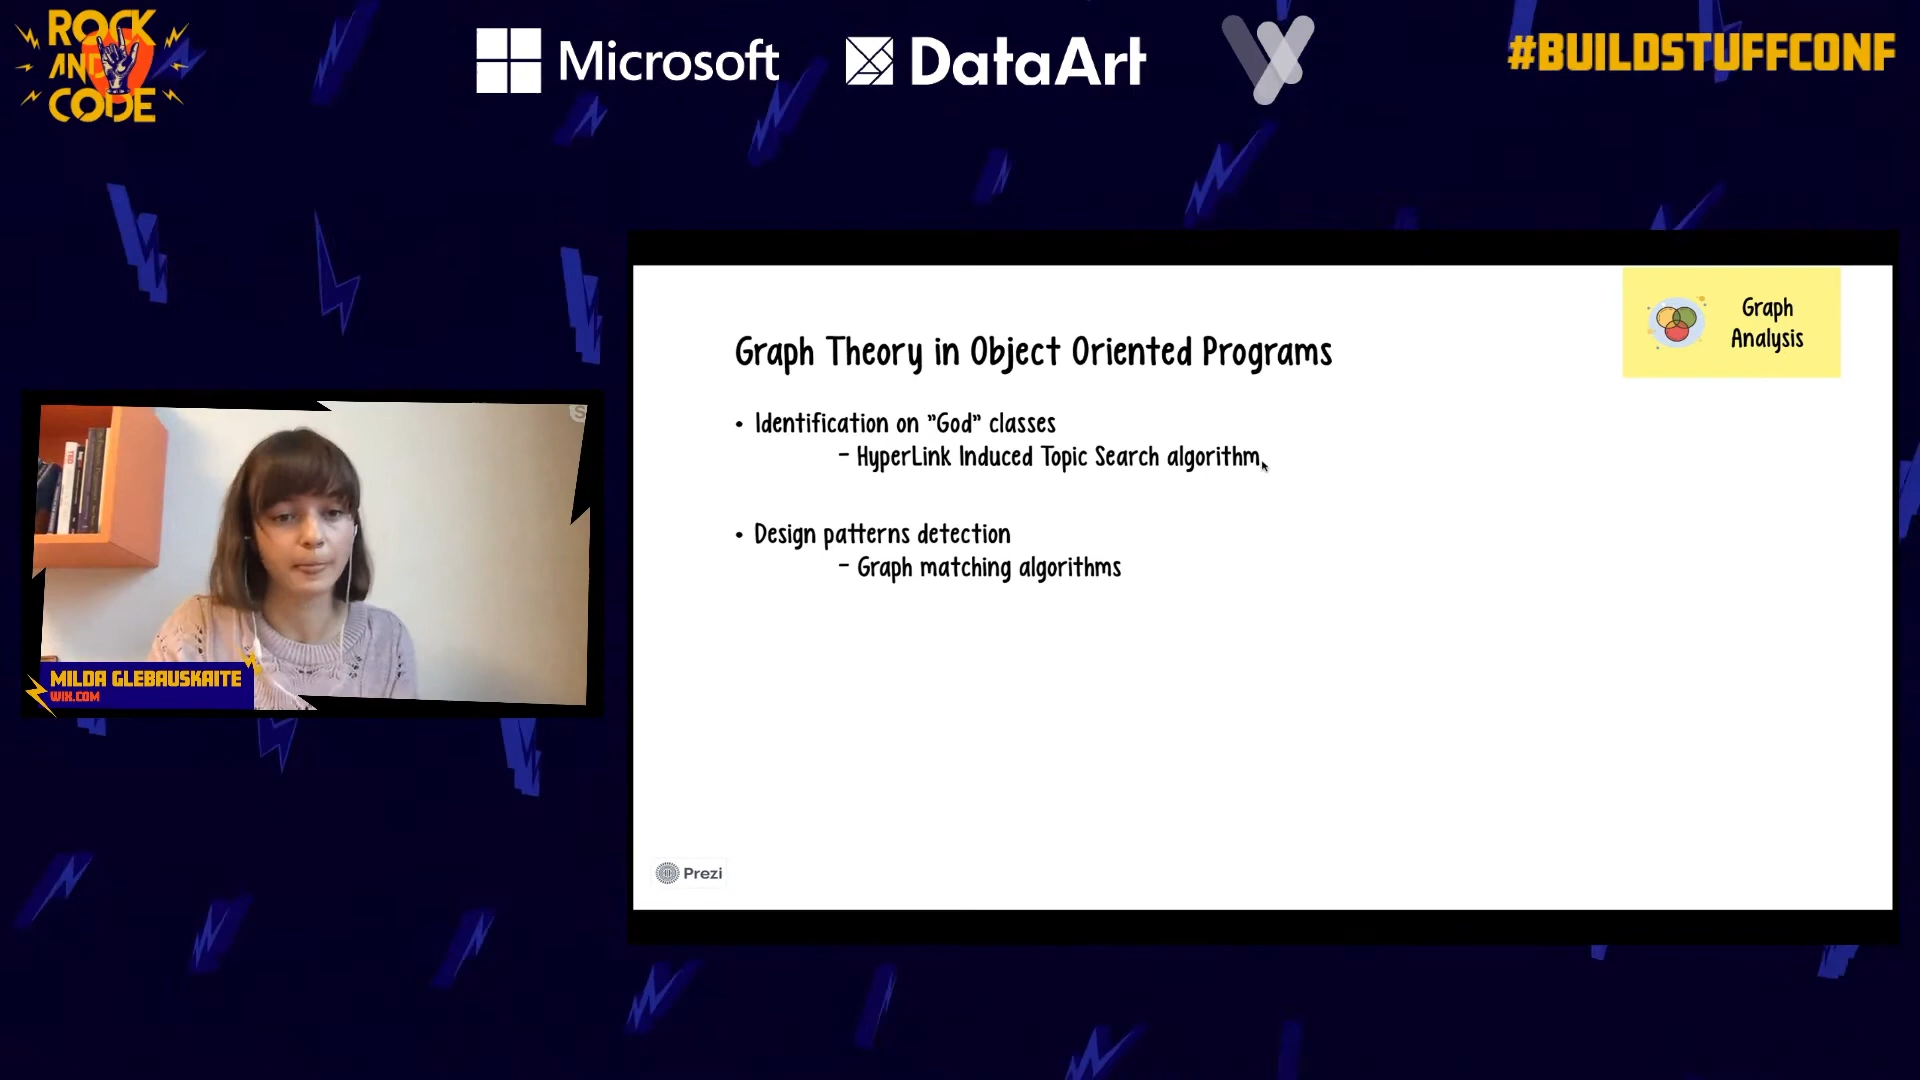 ROCK
AND
CODE
Microsoft
DataArt
#BUILDSTUFFCONF
Graph
Analysis
Graph Theory in Object Oriented Programs
• Identification on "God" classes
- HyperLink Induced Topic Search algorithm
• Design patterns detection
- Graph matching algorithms
Prezi
TED
S
MILDA GLEBAUSKAITE
WIX.COM